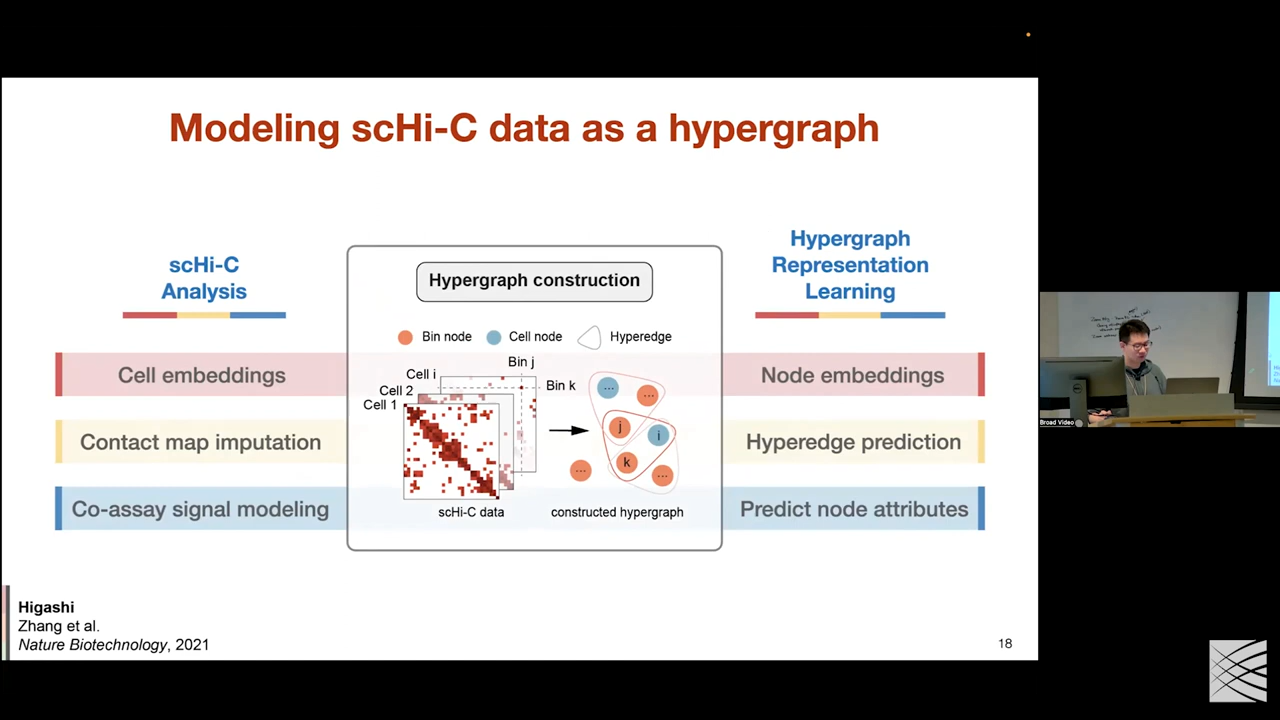 Modeling scHi-C data as a hypergraph
scHi-C
Analysis
Cell embeddings
Contact map imputation
Co-assay signal modeling
Hypergraph construction
Bin node
Cell node
Hyperedge
Bin j
Cell i
Bin k
Cell 2
Cell 1
...
...
j
i
k
...
...
scHi-C data
constructed hypergraph
Hypergraph
Representation
Learning
Node embeddings
Hyperedge prediction
Predict node attributes
Higashi
Zhang et al.
Nature Biotechnology, 2021
18
Broad Video